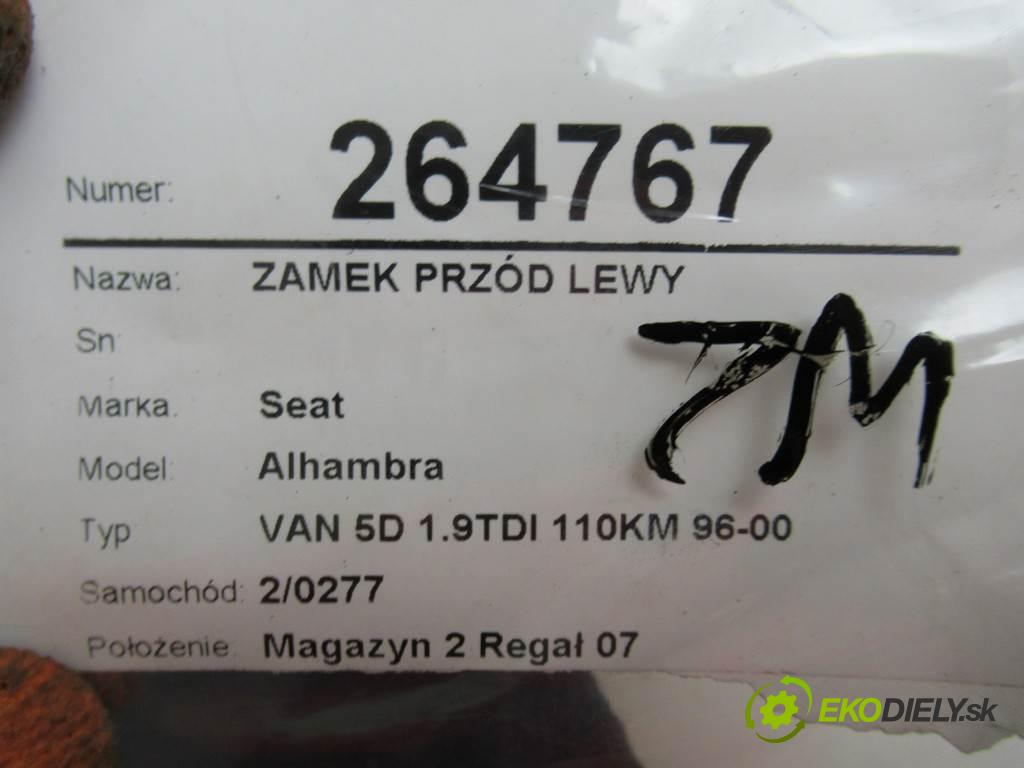 Numer: 264767
Nazwa: ZAMEK PRZÓD LEWY
Sn:
Marka: Seat
Model: Alhambra
Typ VAN 5D 1.9TDI 110KM 96-00
Samochód: 2/0277
Położenie: Magazyn 2 Regał 07
EKODIELY.sk